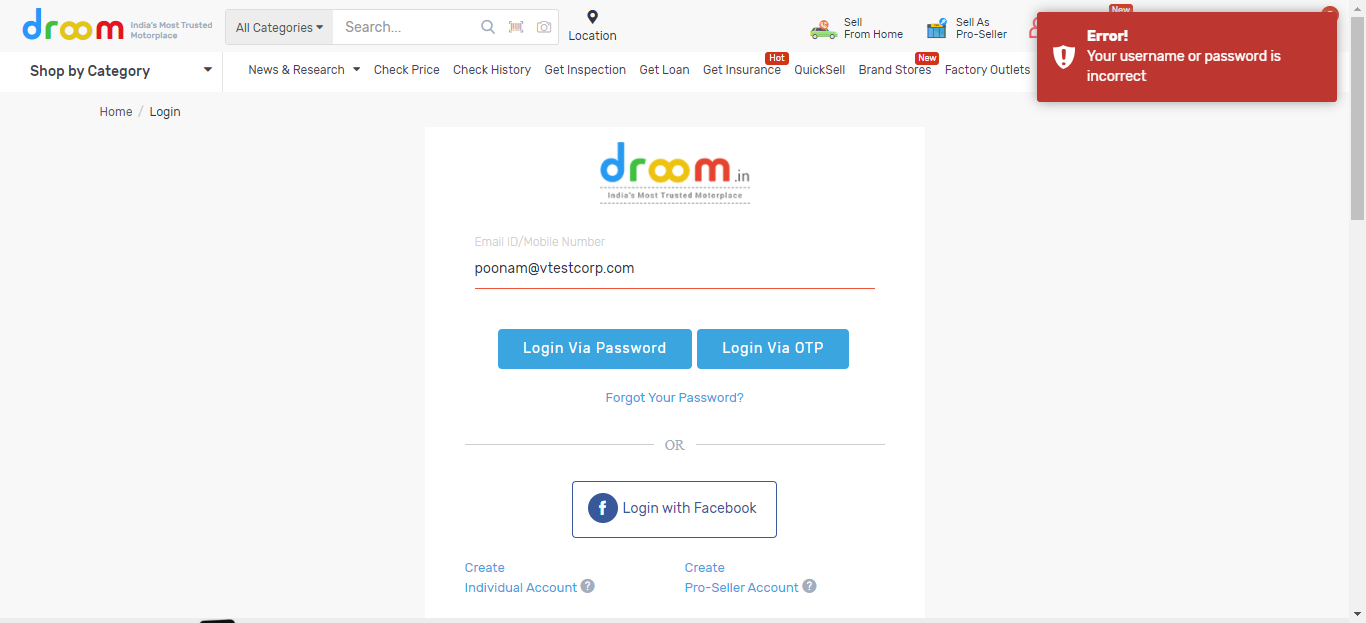 droom
India's Most Trusted
Motorplace
All Categories
Search...
Location
Sell
From Home
Sell As
Pro-Seller
New
Error!
Your username or password is
incorrect
Shop by Category
News & Research
Check Price
Check History
Get Inspection
Get Loan
Get Insurance
Hot
QuickSell
Brand Stores
New
Factory Outlets
Home / Login
droom.in
India's Most Trusted Motorplace
Email ID/Mobile Number
poonam@vtestcorp.com
Login Via Password
Login Via OTP
Forgot Your Password?
OR
f Login with Facebook
Create
Individual Account ?
Create
Pro-Seller Account ?